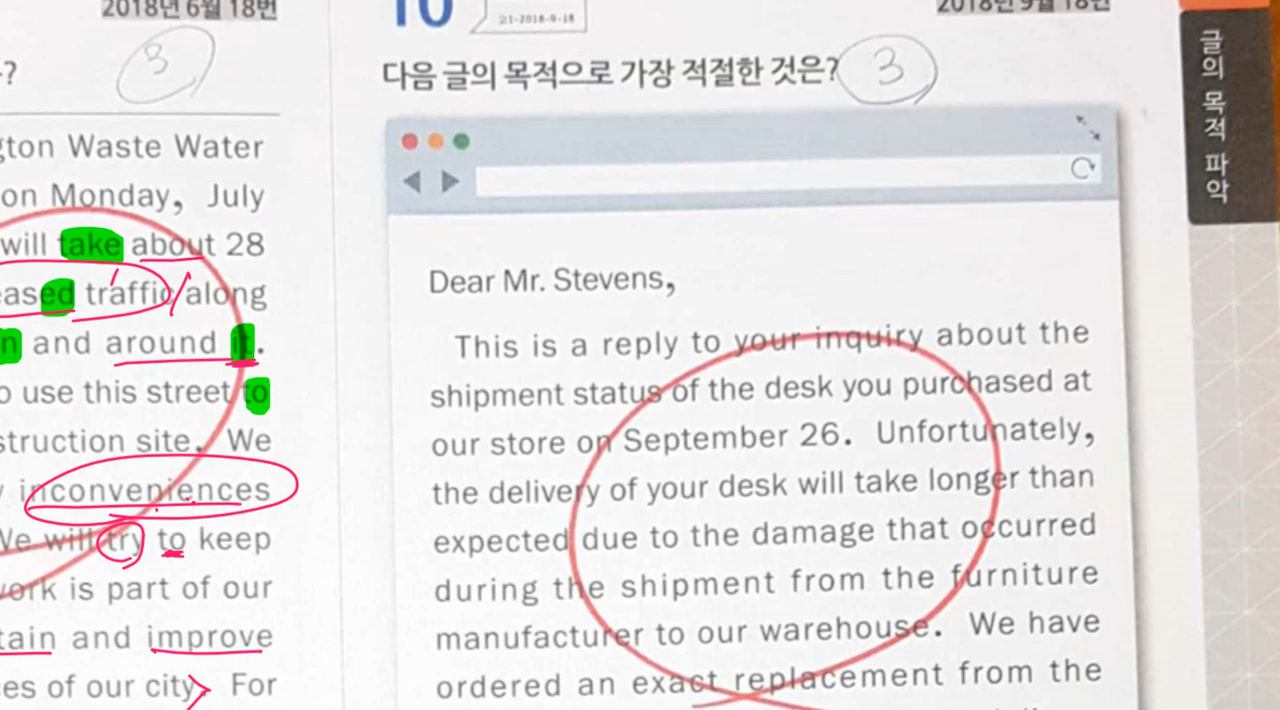 2018년 6월 18번
3
?
gton Waste Water
on Monday, July
will take about 28
eased traffic along
n and around it.
o use this street to
struction site. We
inconveniences
We will try to keep
work is part of our
tain and improve
ces of our city. For
10
21-2018-9-18
2018년 9월 18번
다음 글의 목적으로 가장 적절한 것은?
3
Dear Mr. Stevens,
This is a reply to your inquiry about the
shipment status of the desk you purchased at
our store on September 26. Unfortunately,
the delivery of your desk will take longer than
expected due to the damage that occurred
during the shipment from the furniture
manufacturer to our warehouse. We have
ordered an exact replacement from the
글의 목적 파악